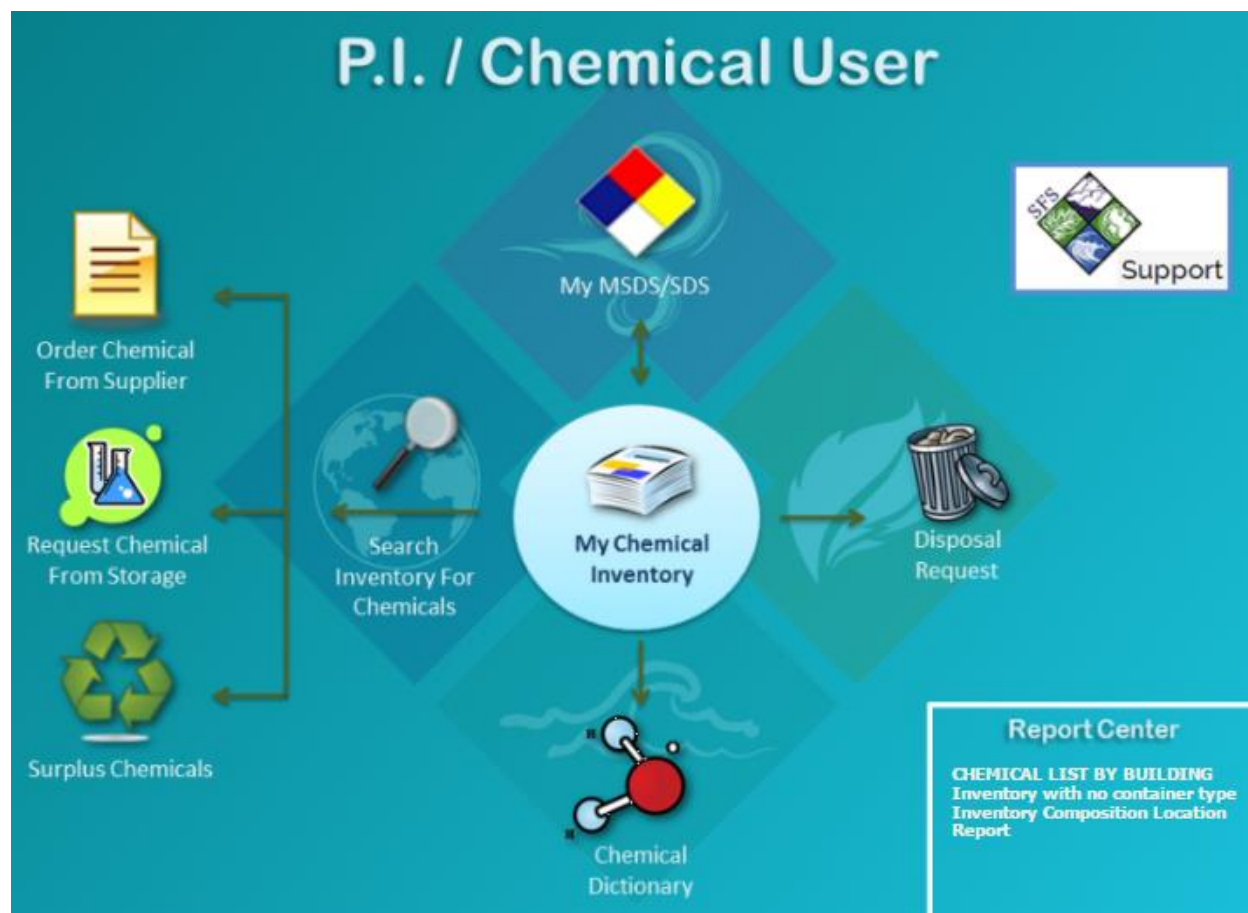 P.I. / Chemical User
SFS
Support
My MSDS/SDS
Order Chemical
From Supplier
Request Chemical
From Storage
Surplus Chemicals
Search
Inventory For
Chemicals
My Chemical
Inventory
Disposal
Request
H
H
Chemical
Dictionary
Report Center
CHEMICAL LIST BY BUILDING
Inventory with no container type
Inventory Composition Location
Report